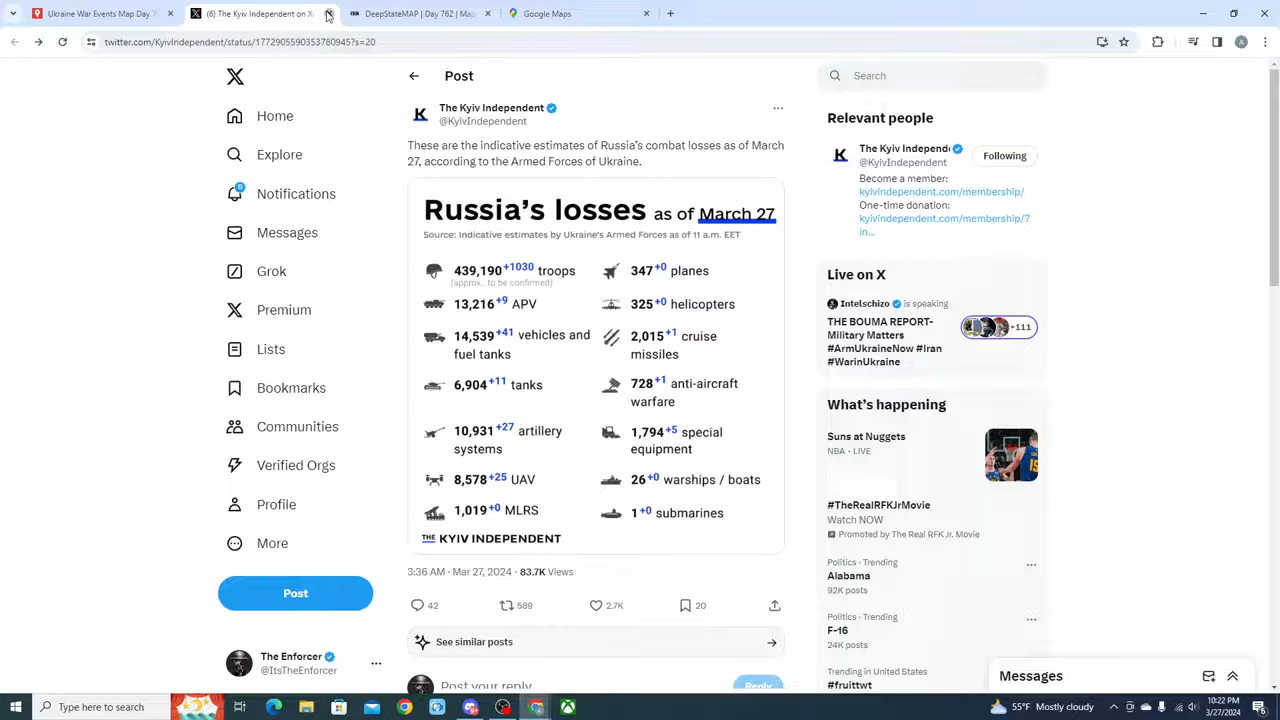 Ukraine War Events Map Day 75
(6) The Kyiv Independent on X
DeepStateMAP | Day 762 | Ma
Google Maps
twitter.com/KyivIndependent/status/1772905590353780945?s=20
Home
Explore
6
Notifications
Messages
Grok
Premium
Lists
Bookmarks
Communities
Verified Orgs
Profile
More
Post
The Enforcer
@ItsTheEnforcer
Post
The Kyiv Independent
@KyivIndependent
These are the indicative estimates of Russia's combat losses as of March
27, according to the Armed Forces of Ukraine.
Russia's losses as of March 27
Source: Indicative estimates by Ukraine's Armed Forces as of 11 a.m. EET
439,190 +1030 troops
(approx., to be confirmed)
13,216 +9 APV
14,539 +41 vehicles and
fuel tanks
6,904 +11 tanks
10,931 +27 artillery
systems
8,578 +25 UAV
1,019 +0 MLRS
347 +0 planes
325 +0 helicopters
2,015 +1 cruise
missiles
728 +1 anti-aircraft
warfare
1,794 +5 special
equipment
26 +0 warships / boats
1 +0 submarines
THE KYIV INDEPENDENT
3:36 AM · Mar 27, 2024 · 83.7K Views
42
589
2.7K
20
See similar posts
Post your reply
Reply
Search
Relevant people
The Kyiv Independe
@KyivIndependent
Following
Become a member:
kyivindependent.com/membership/
One-time donation:
kyivindependent.com/membership/?
in...
Live on X
Intelschizo is speaking
THE BOUMA REPORT-
Military Matters
#ArmUkraineNow #Iran
#WarinUkraine
+111
What's happening
Suns at Nuggets
NBA · LIVE
#TheRealRFKJrMovie
Watch NOW
Promoted by The Real RFK Jr. Movie
Politics · Trending
Alabama
92K posts
Politics · Trending
F-16
24K posts
Trending in United States
#fruittwt
Messages
Type here to search
55°F Mostly cloudy
10:22 PM
3/27/2024